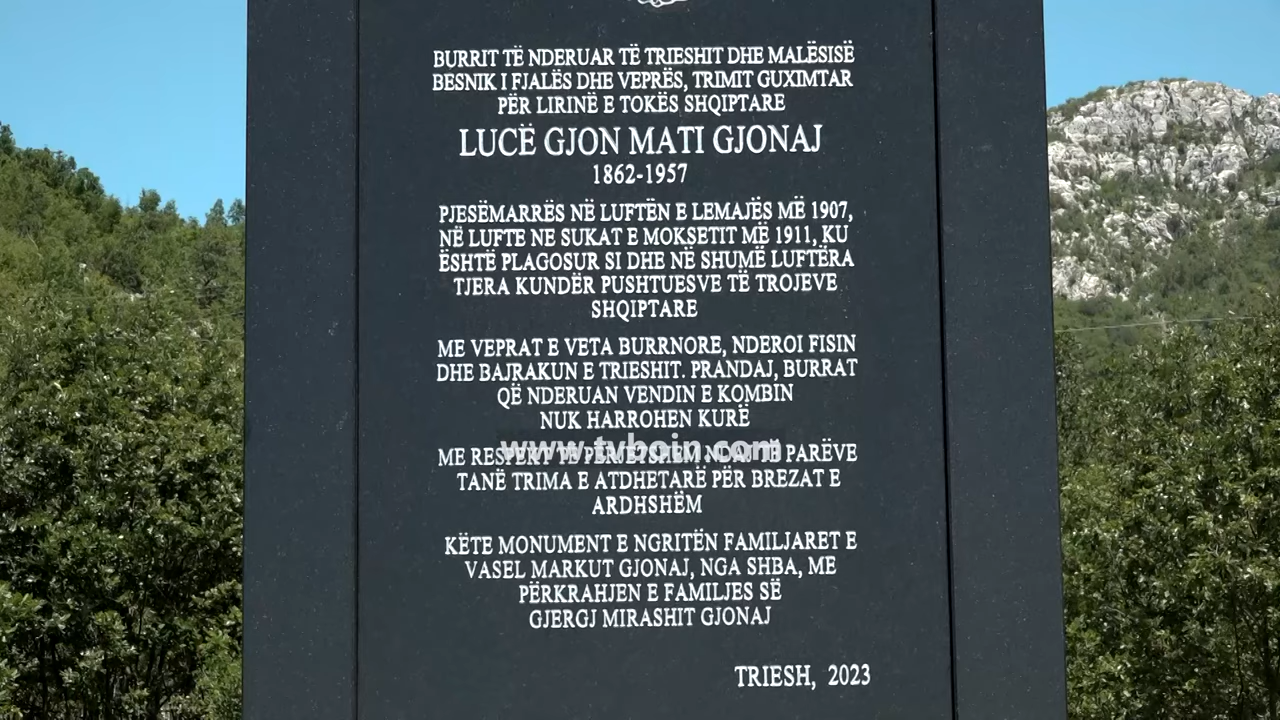 BURRIT TË NDERUAR TË TRIESHIT DHE MALËSISË
BESNIK I FJALËS DHE VEPRËS, TRIMIT GUXIMTAR
PËR LIRINË E TOKËS SHQIPTARE
LUCË GJON MATI GJONAJ
1862-1957
PJESËMARRËS NË LUFTËN E LEMAJËS MË 1907,
NË LUFTE NE SUKAT E MOKSETIT MË 1911, KU
ËSHTË PLAGOSUR SI DHE NË SHUMË LUFTËRA
TJERA KUNDËR PUSHTUESVE TË TROJEVE
SHQIPTARE
ME VEPRAT E VETA BURRNORE, NDEROI FISIN
DHE BAJRAKUN E TRIESHIT. PRANDAJ, BURRAT
QË NDERUAN VENDIN E KOMBIN
NUK HARROHEN KURË
www.tvboin.com
ME RESPEKT TË PËRJETSHËM NDAJ TË PARËVE
TANË TRIMA E ATDHETARË PËR BREZAT E
ARDHSHËM
KËTE MONUMENT E NGRITËN FAMILJARET E
VASEL MARKUT GJONAJ, NGA SHBA, ME
PËRKRAHJEN E FAMILJES SË
GJERGJ MIRASHIT GJONAJ
TRIESH, 2023